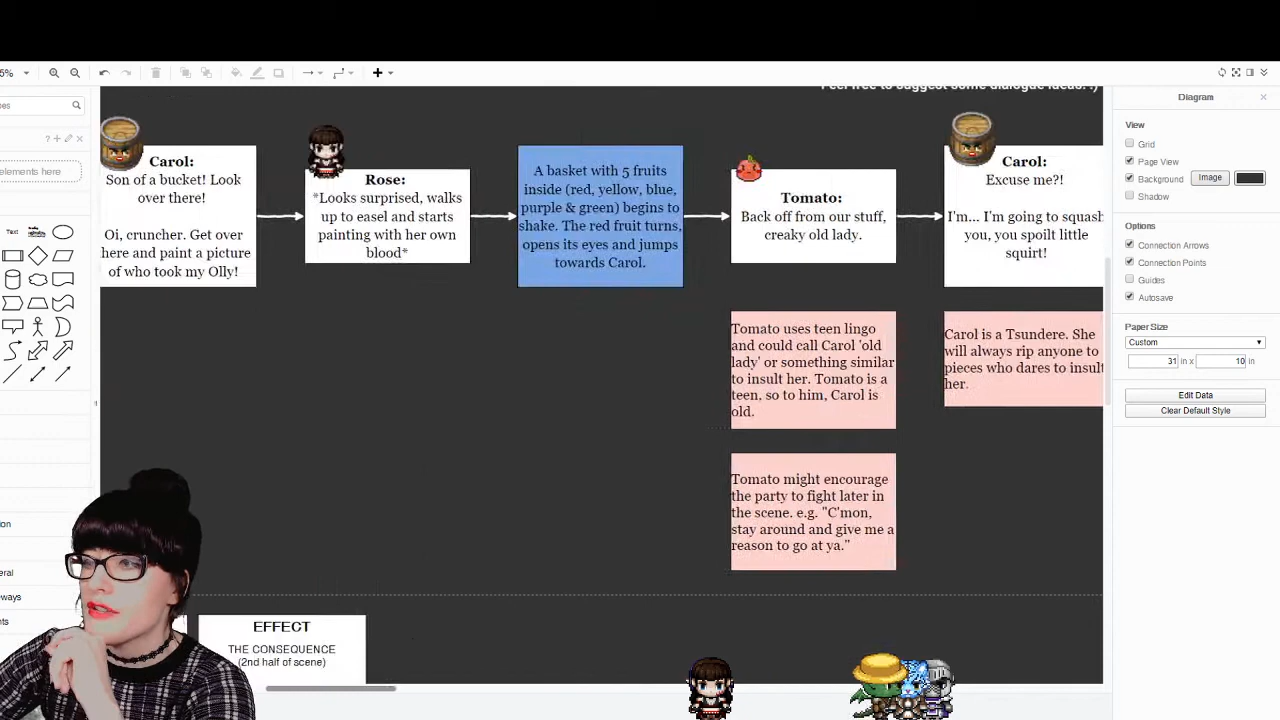 Feel free to suggest some dialogue ideas! :)
5%
Diagram
View
Grid
Page View
Background
Image
Shadow
Options
Connection Arrows
Connection Points
Guides
Autosave
Paper Size
Custom
31 in x 10 in
Edit Data
Clear Default Style
elements here
Text
Carol:
Son of a bucket! Look
over there!
Oi, cruncher. Get over
here and paint a picture
of who took my Olly!
Rose:
*Looks surprised, walks
up to easel and starts
painting with her own
blood*
A basket with 5 fruits
inside (red, yellow, blue,
purple & green) begins to
shake. The red fruit turns,
opens its eyes and jumps
towards Carol.
Tomato:
Back off from our stuff,
creaky old lady.
Carol:
Excuse me?!
I'm... I'm going to squash
you, you spoilt little
squirt!
Tomato uses teen lingo
and could call Carol 'old
lady' or something similar
to insult her. Tomato is a
teen, so to him, Carol is
old.
Carol is a Tsundere. She
will always rip anyone to
pieces who dares to insult
her.
Tomato might encourage
the party to fight later in
the scene. e.g. "C'mon,
stay around and give me a
reason to go at ya."
EFFECT
THE CONSEQUENCE
(2nd half of scene)